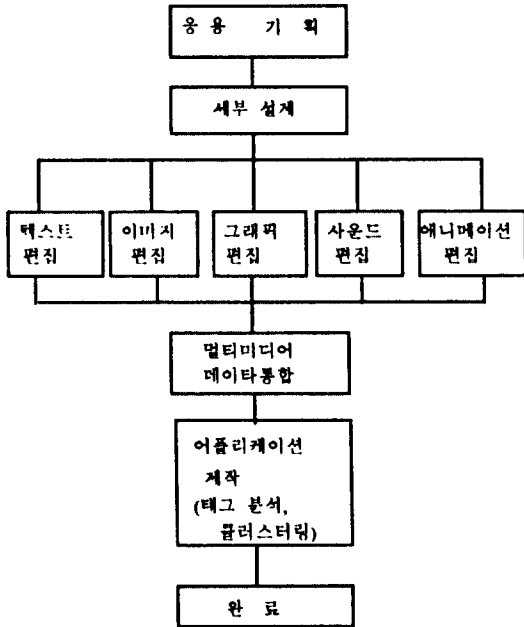 응용 기획
세부 설계
텍스트 이미지 그래픽 사운드 애니메이션
편집 편집 편집 편집 편집
멀티미디어
데이타통합
어플리케이션
제작
(태그 분석,
클러스터링)
완료